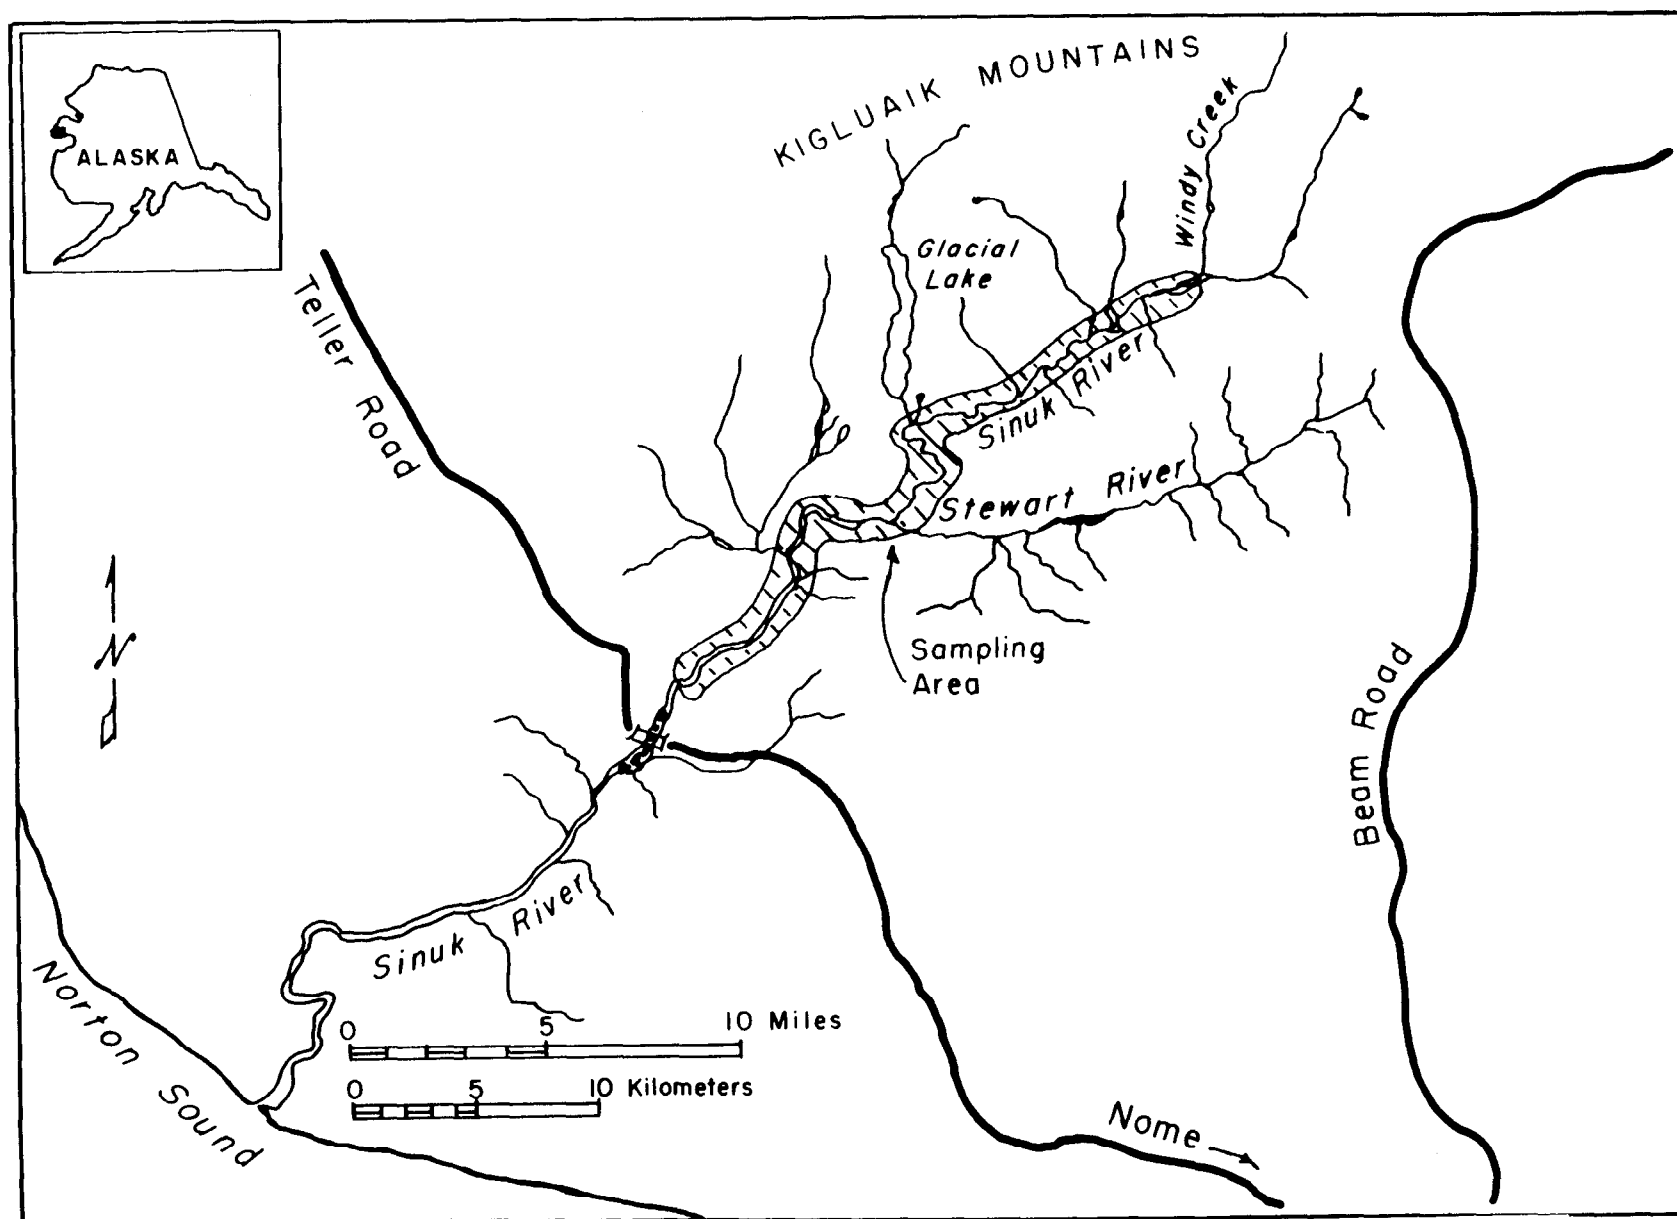 ALASKA
KIGLUAIK MOUNTAINS
Windy Creek
Glacial
Lake
Teller Road
Sinuk River
Stewart River
N
Sampling
Area
Beam Road
Sinuk River
Norton Sound
0 5 10 Miles
0 5 10 Kilometers
Nome